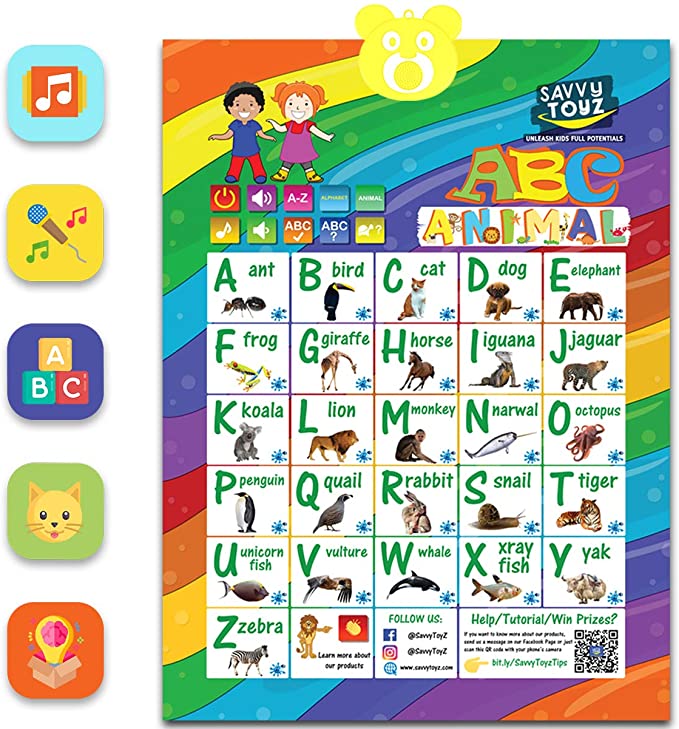 SAVVY
TOYZ
UNLEASH KIDS FULL POTENTIALS
ABC
ANIMAL
A-Z
ALPHABET
ANIMAL
ABC
ABC
?
?
A ant
B bird
C cat
D dog
E elephant
F frog
G giraffe
H horse
I iguana
J jaguar
K koala
L lion
M monkey
N narwal
O octopus
P penguin
Q quail
R rabbit
S snail
T tiger
U unicorn
fish
V vulture
W whale
X xray
fish
Y yak
Z zebra
Learn more about
our products
FOLLOW US:
@SavvyToyZ
@SavvyToyZ
www.savvytoyz.com
Help/Tutorial/Win Prizes?
If you want to know more about our products,
send us a message on our Facebook Page or just
scan this QR code with your phone's camera
bit.ly/SavvyToyzTips
A
B
C